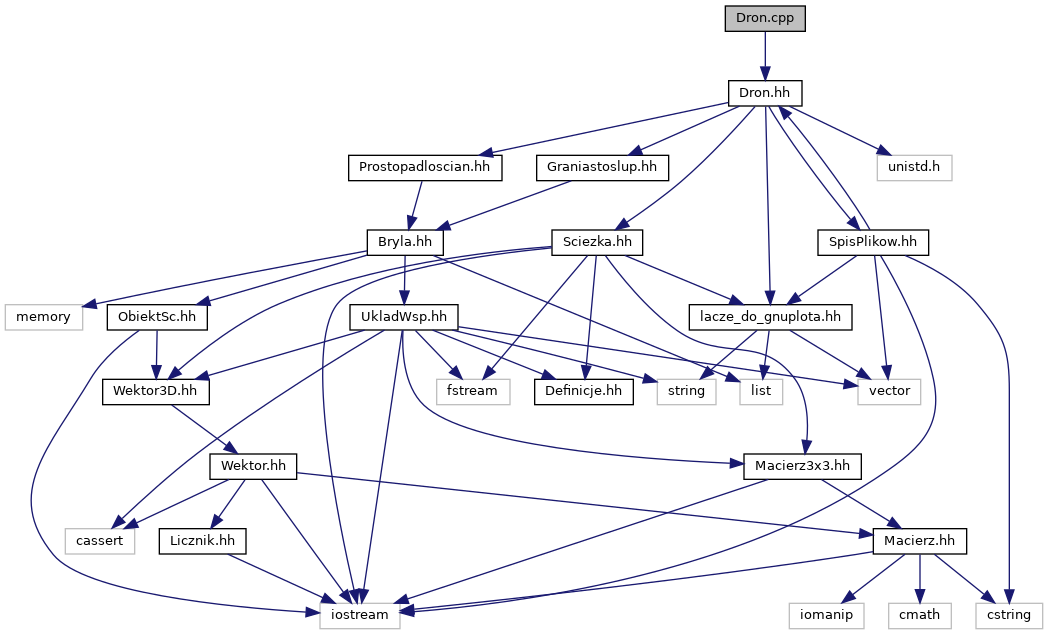 Dron.cpp
Dron.hh
Prostopadloscian.hh
Graniastoslup.hh
unistd.h
Bryla.hh
Sciezka.hh
SpisPlikow.hh
memory
ObiektSc.hh
UkladWsp.hh
lacze_do_gnuplota.hh
Wektor3D.hh
fstream
Definicje.hh
string
list
vector
Wektor.hh
Macierz3x3.hh
cassert
Licznik.hh
Macierz.hh
iostream
iomanip
cmath
cstring